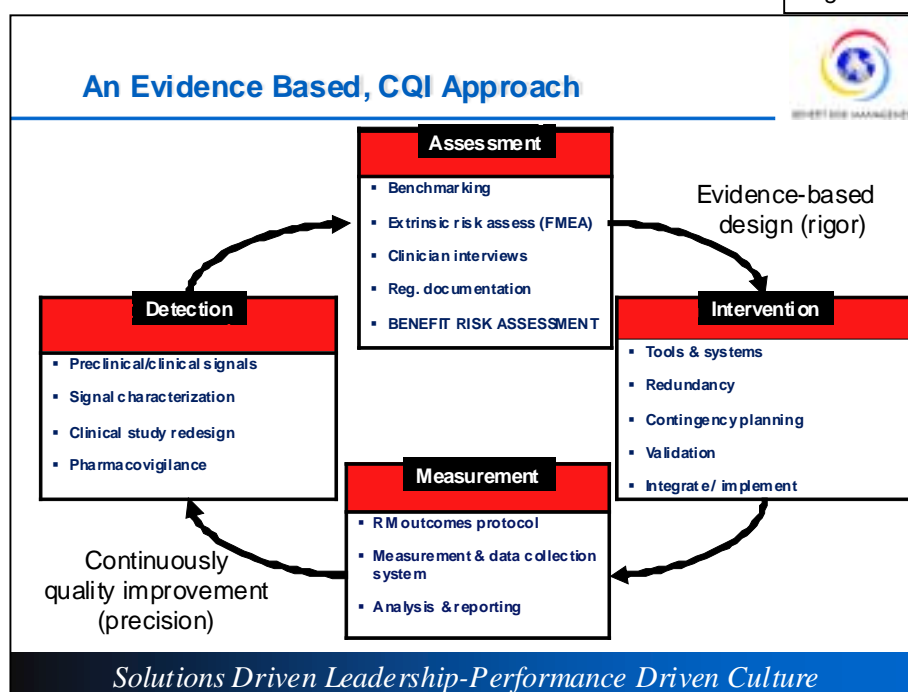 An Evidence Based, CQI Approach
Assessment
▪ Benchmarking
▪ Extrinsic risk assess (FMEA)
▪ Clinician interviews
▪ Reg. documentation
▪ BENEFIT RISK ASSESSMENT
Evidence-based
design (rigor)
Detection
▪ Preclinical/clinical signals
▪ Signal characterization
▪ Clinical study redesign
▪ Pharmacovigilance
Intervention
▪ Tools & systems
▪ Redundancy
▪ Contingency planning
▪ Validation
▪ Integrate / implement
Measurement
▪ RM outcomes protocol
▪ Measurement & data collection
system
▪ Analysis & reporting
Continuously
quality improvement
(precision)
Solutions Driven Leadership-Performance Driven Culture